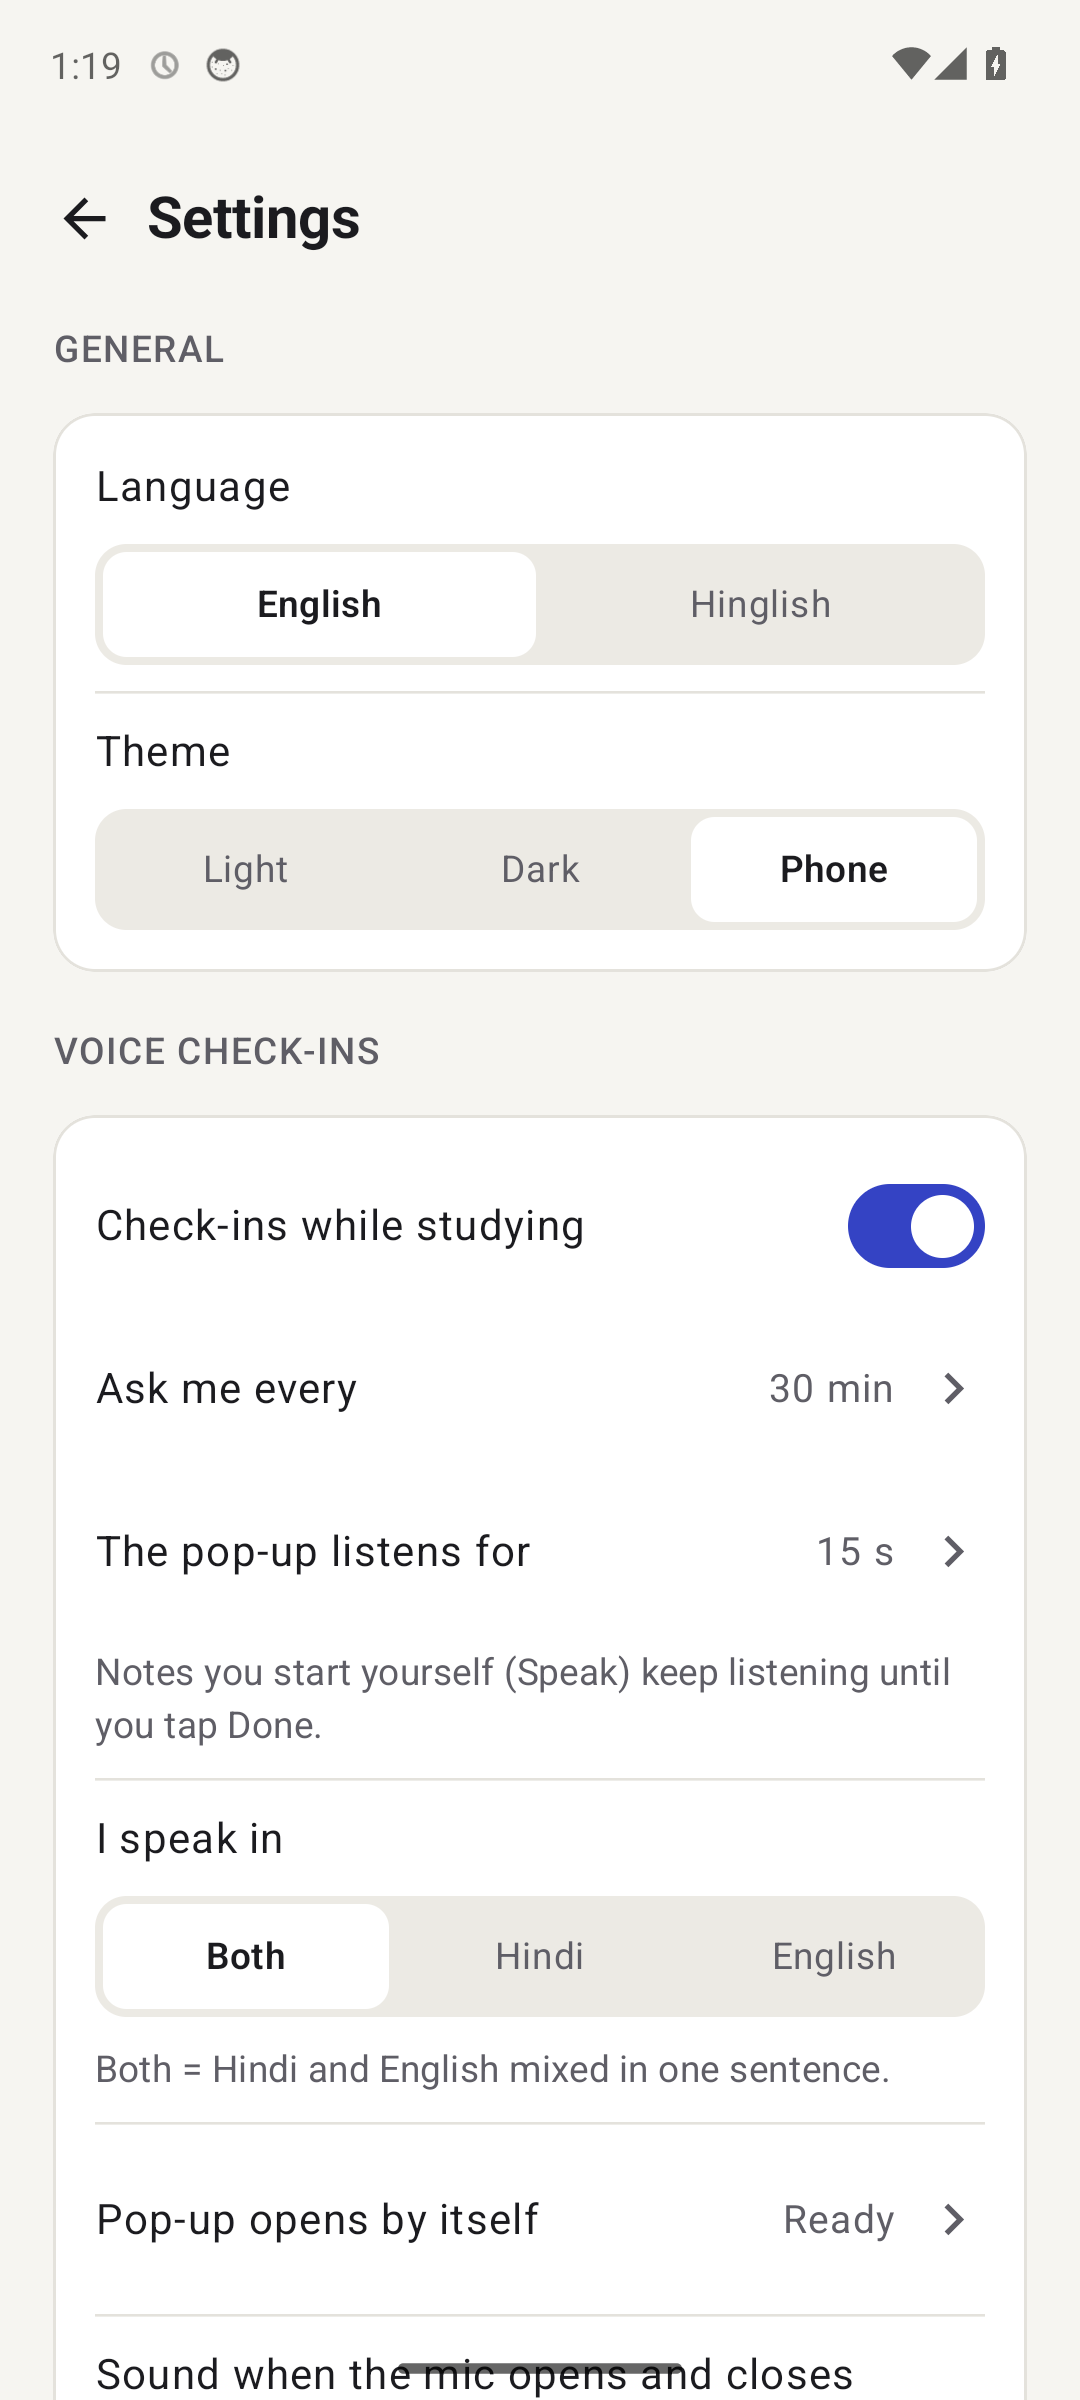 1:19
Settings
GENERAL
Language
English Hinglish
Theme
Light Dark Phone
VOICE CHECK-INS
Check-ins while studying
Ask me every 30 min
The pop-up listens for 15 s
Notes you start yourself (Speak) keep listening until
you tap Done.
I speak in
Both Hindi English
Both = Hindi and English mixed in one sentence.
Pop-up opens by itself Ready
Sound when the mic opens and closes